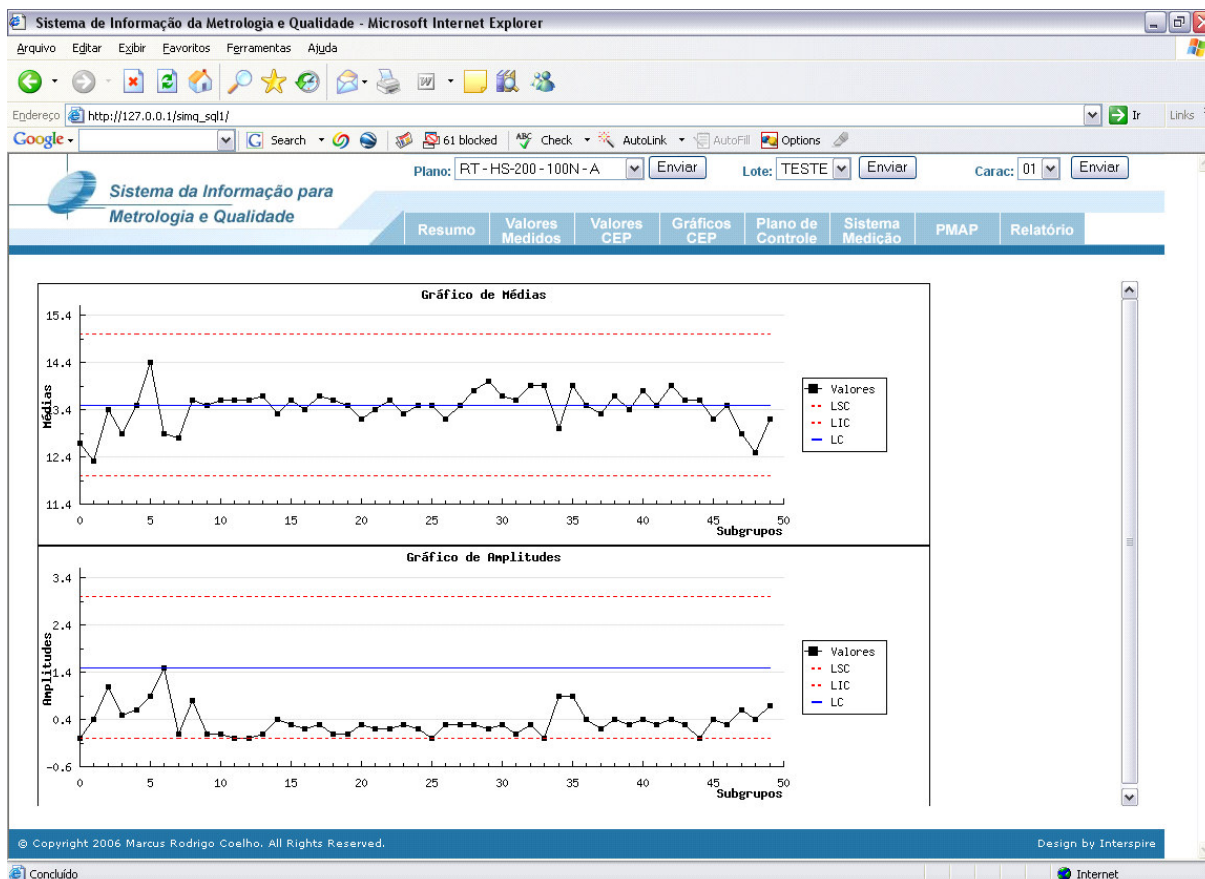 Sistema de Informação da Metrologia e Qualidade - Microsoft Internet Explorer
Arquivo Editar Exibir Favoritos Ferramentas Ajuda
Endereço http://127.0.0.1/simq_sql1/ Ir Links
Google Search 61 blocked Check AutoLink AutoFill Options
Plano: RT - HS-200 - 100N - A Enviar Lote: TESTE Enviar Carac: 01 Enviar
Sistema da Informação para
Metrologia e Qualidade
Resumo Valores Medidos Valores CEP Gráficos CEP Plano de Controle Sistema Medição PMAP Relatório
Gráfico de Médias
15.4
14.4
13.4
12.4
11.4
Médias
0 5 10 15 20 25 30 35 40 45 50
Subgrupos
Valores
LSC
LIC
LC
Gráfico de Amplitudes
3.4
2.4
1.4
0.4
-0.6
Amplitudes
0 5 10 15 20 25 30 35 40 45 50
Subgrupos
Valores
LSC
LIC
LC
© Copyright 2006 Marcus Rodrigo Coelho. All Rights Reserved. Design by Interspire
Concluído Internet